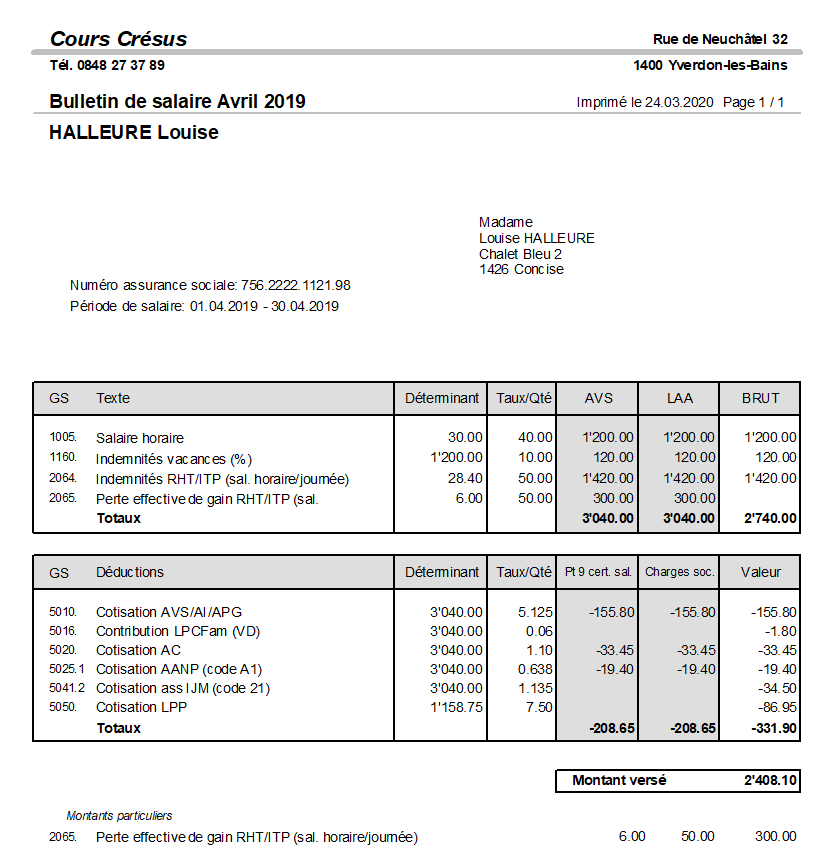 Cours Crésus Rue de Neuchâtel 32
Tél. 0848 27 37 89 1400 Yverdon-les-Bains
Bulletin de salaire Avril 2019 Imprimé le 24.03.2020 Page 1 / 1
HALLEURE Louise
Madame
Louise HALLEURE
Chalet Bleu 2
1426 Concise
Numéro assurance sociale: 756.2222.1121.98
Période de salaire: 01.04.2019 - 30.04.2019
GS Texte Déterminant Taux/Qté AVS LAA BRUT
1005. Salaire horaire 30.00 40.00 1'200.00 1'200.00 1'200.00
1160. Indemnités vacances (%) 1'200.00 10.00 120.00 120.00 120.00
2064. Indemnités RHT/ITP (sal. horaire/journée) 28.40 50.00 1'420.00 1'420.00 1'420.00
2065. Perte effective de gain RHT/ITP (sal. 6.00 50.00 300.00 300.00
Totaux 3'040.00 3'040.00 2'740.00
GS Déductions Déterminant Taux/Qté Pt 9 cert. sal. Charges soc. Valeur
5010. Cotisation AVS/AI/APG 3'040.00 5.125 -155.80 -155.80 -155.80
5016. Contribution LPCFam (VD) 3'040.00 0.06 -1.80
5020. Cotisation AC 3'040.00 1.10 -33.45 -33.45 -33.45
5025.1 Cotisation AANP (code A1) 3'040.00 0.638 -19.40 -19.40 -19.40
5041.2 Cotisation ass IJM (code 21) 3'040.00 1.135 -34.50
5050. Cotisation LPP 1'158.75 7.50 -86.95
Totaux -208.65 -208.65 -331.90
Montant versé 2'408.10
Montants particuliers
2065. Perte effective de gain RHT/ITP (sal. horaire/journée) 6.00 50.00 300.00